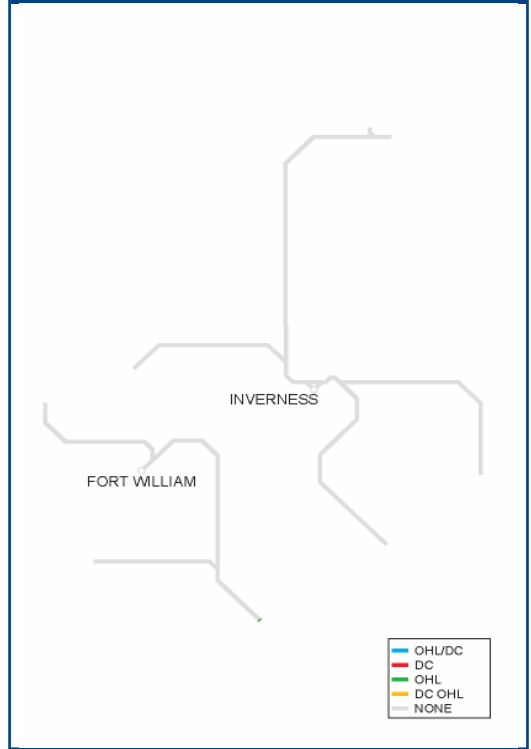 INVERNESS
FORT WILLIAM
OHL/DC
DC
OHL
DC OHL
NONE